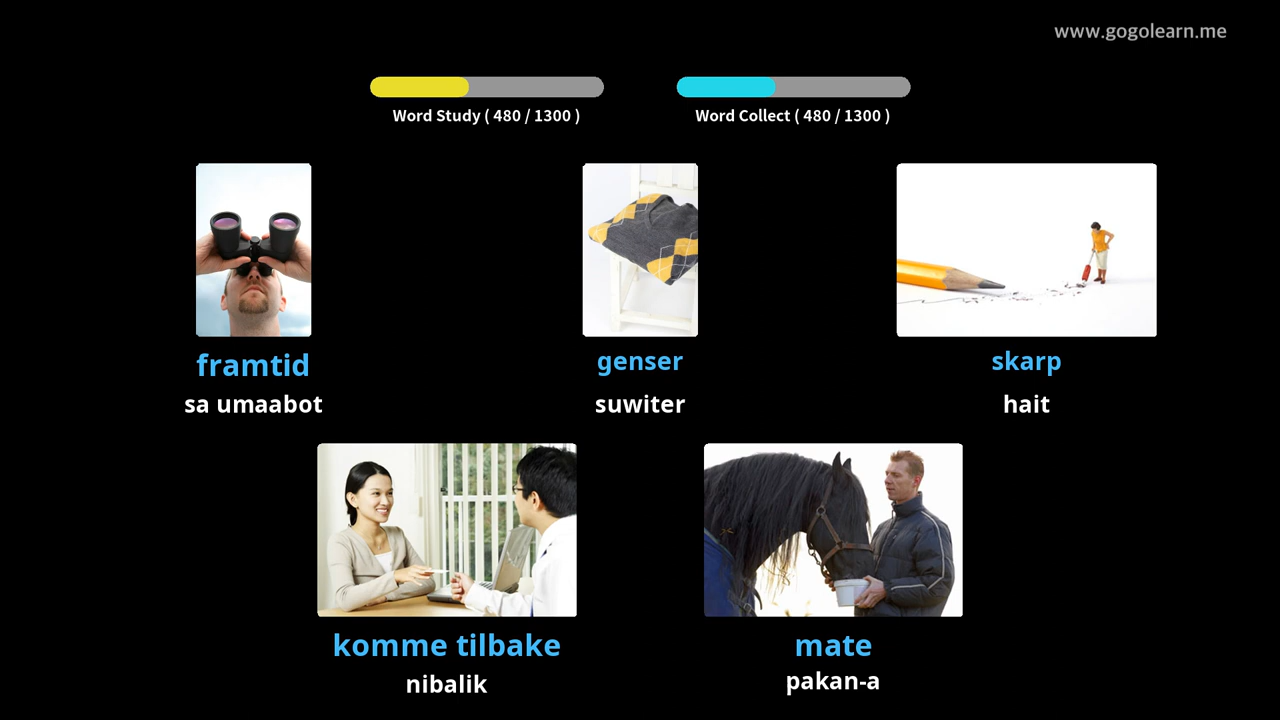 www.gogolearn.me
Word Study ( 480 / 1300 )
Word Collect ( 480 / 1300 )
framtid
sa umaabot
genser
suwiter
skarp
hait
komme tilbake
nibalik
mate
pakan-a